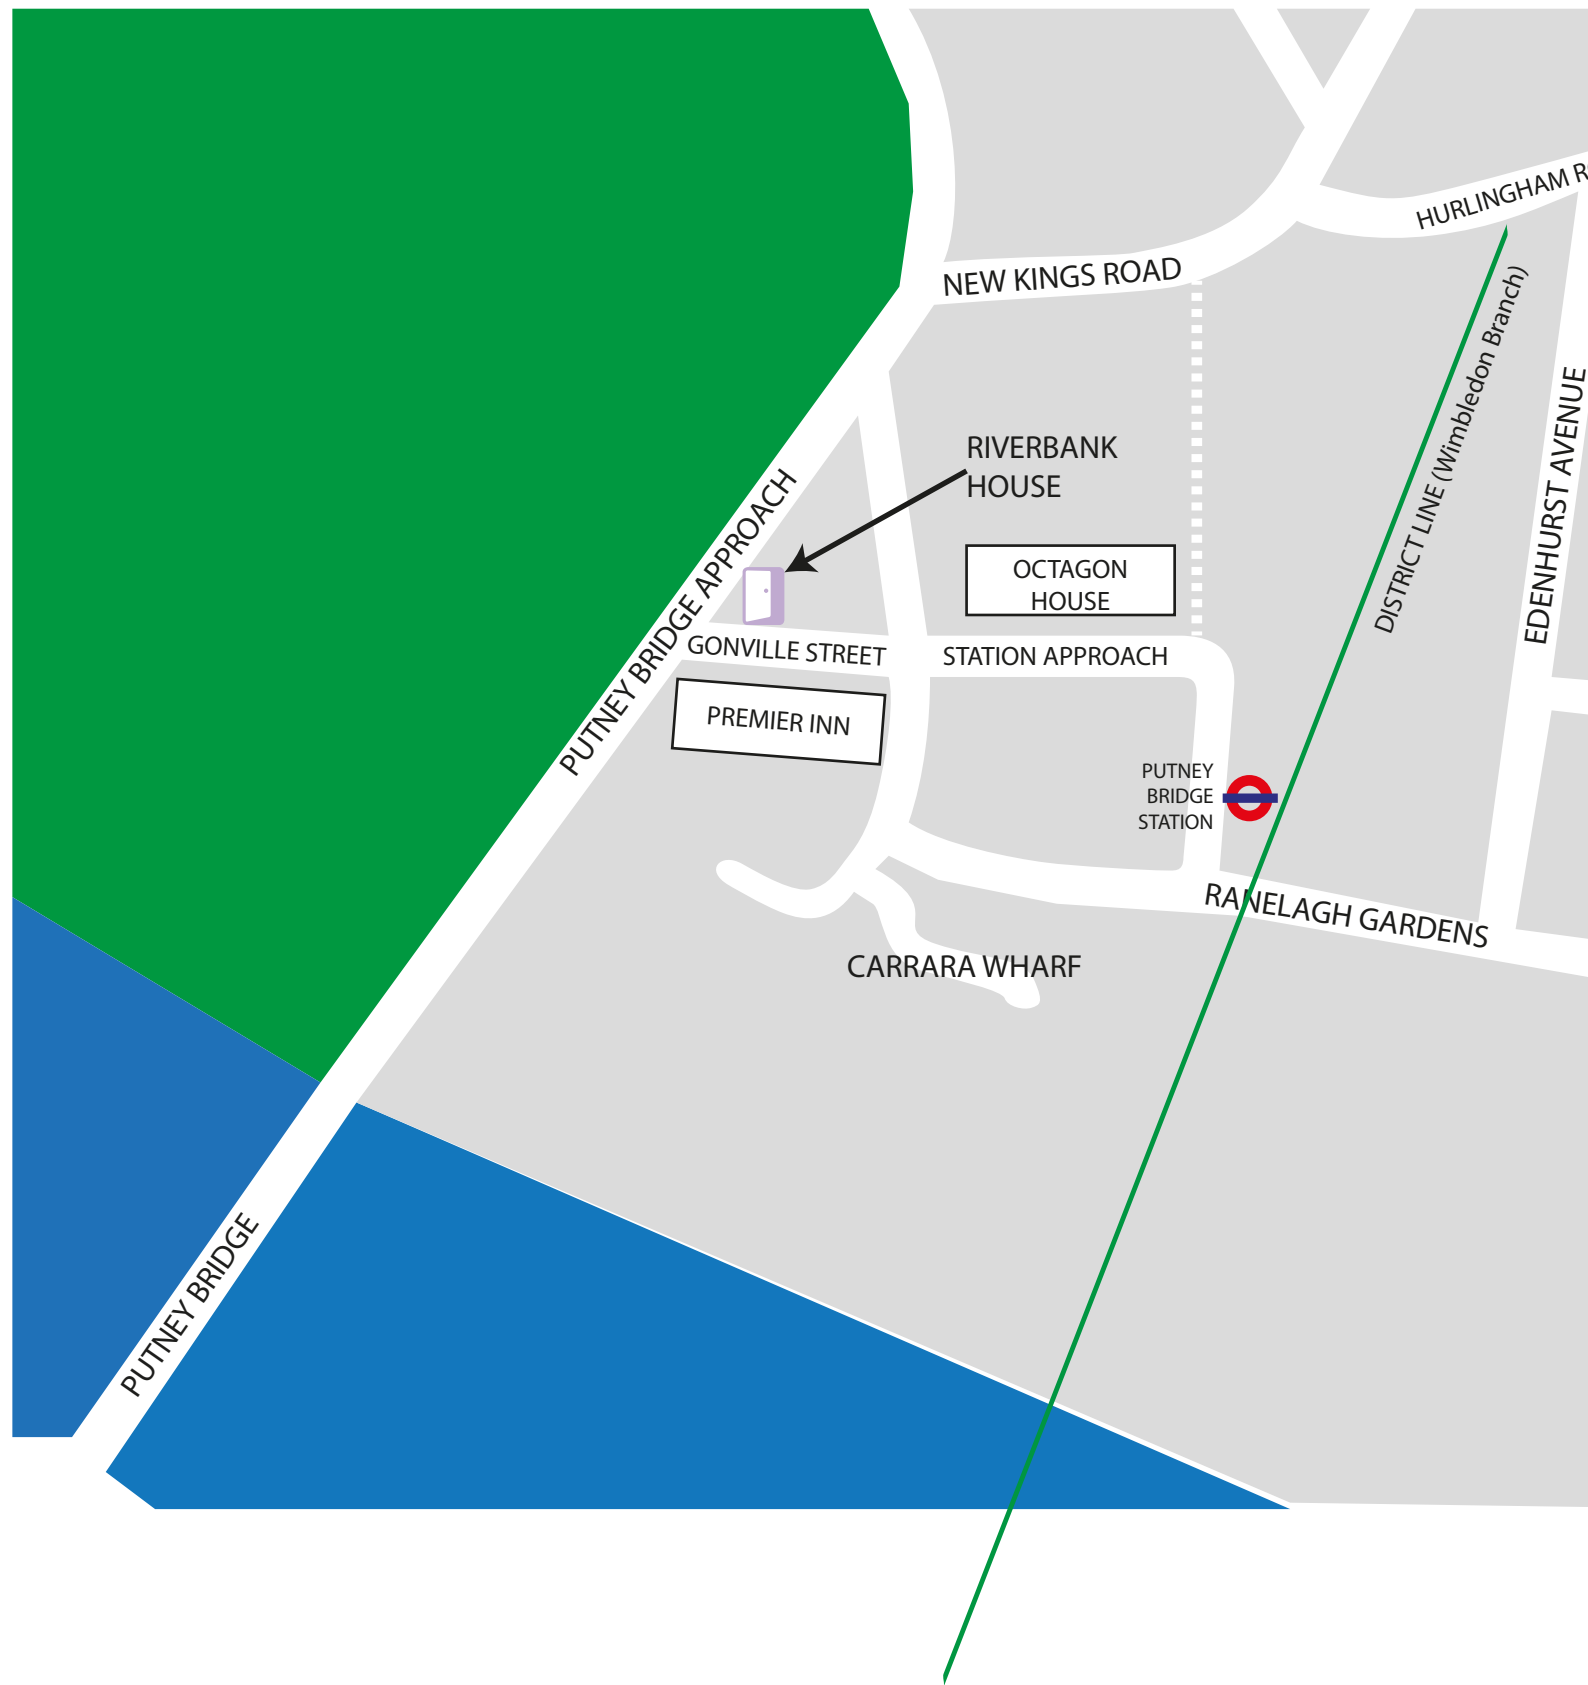 HURLINGHAM R
NEW KINGS ROAD
DISTRICT LINE (Wimbledon Branch)
EDENHURST AVENUE
RIVERBANK
HOUSE
PUTNEY BRIDGE APPROACH
OCTAGON
HOUSE
GONVILLE STREET
STATION APPROACH
PREMIER INN
PUTNEY
BRIDGE
STATION
RANELAGH GARDENS
CARRARA WHARF
PUTNEY BRIDGE